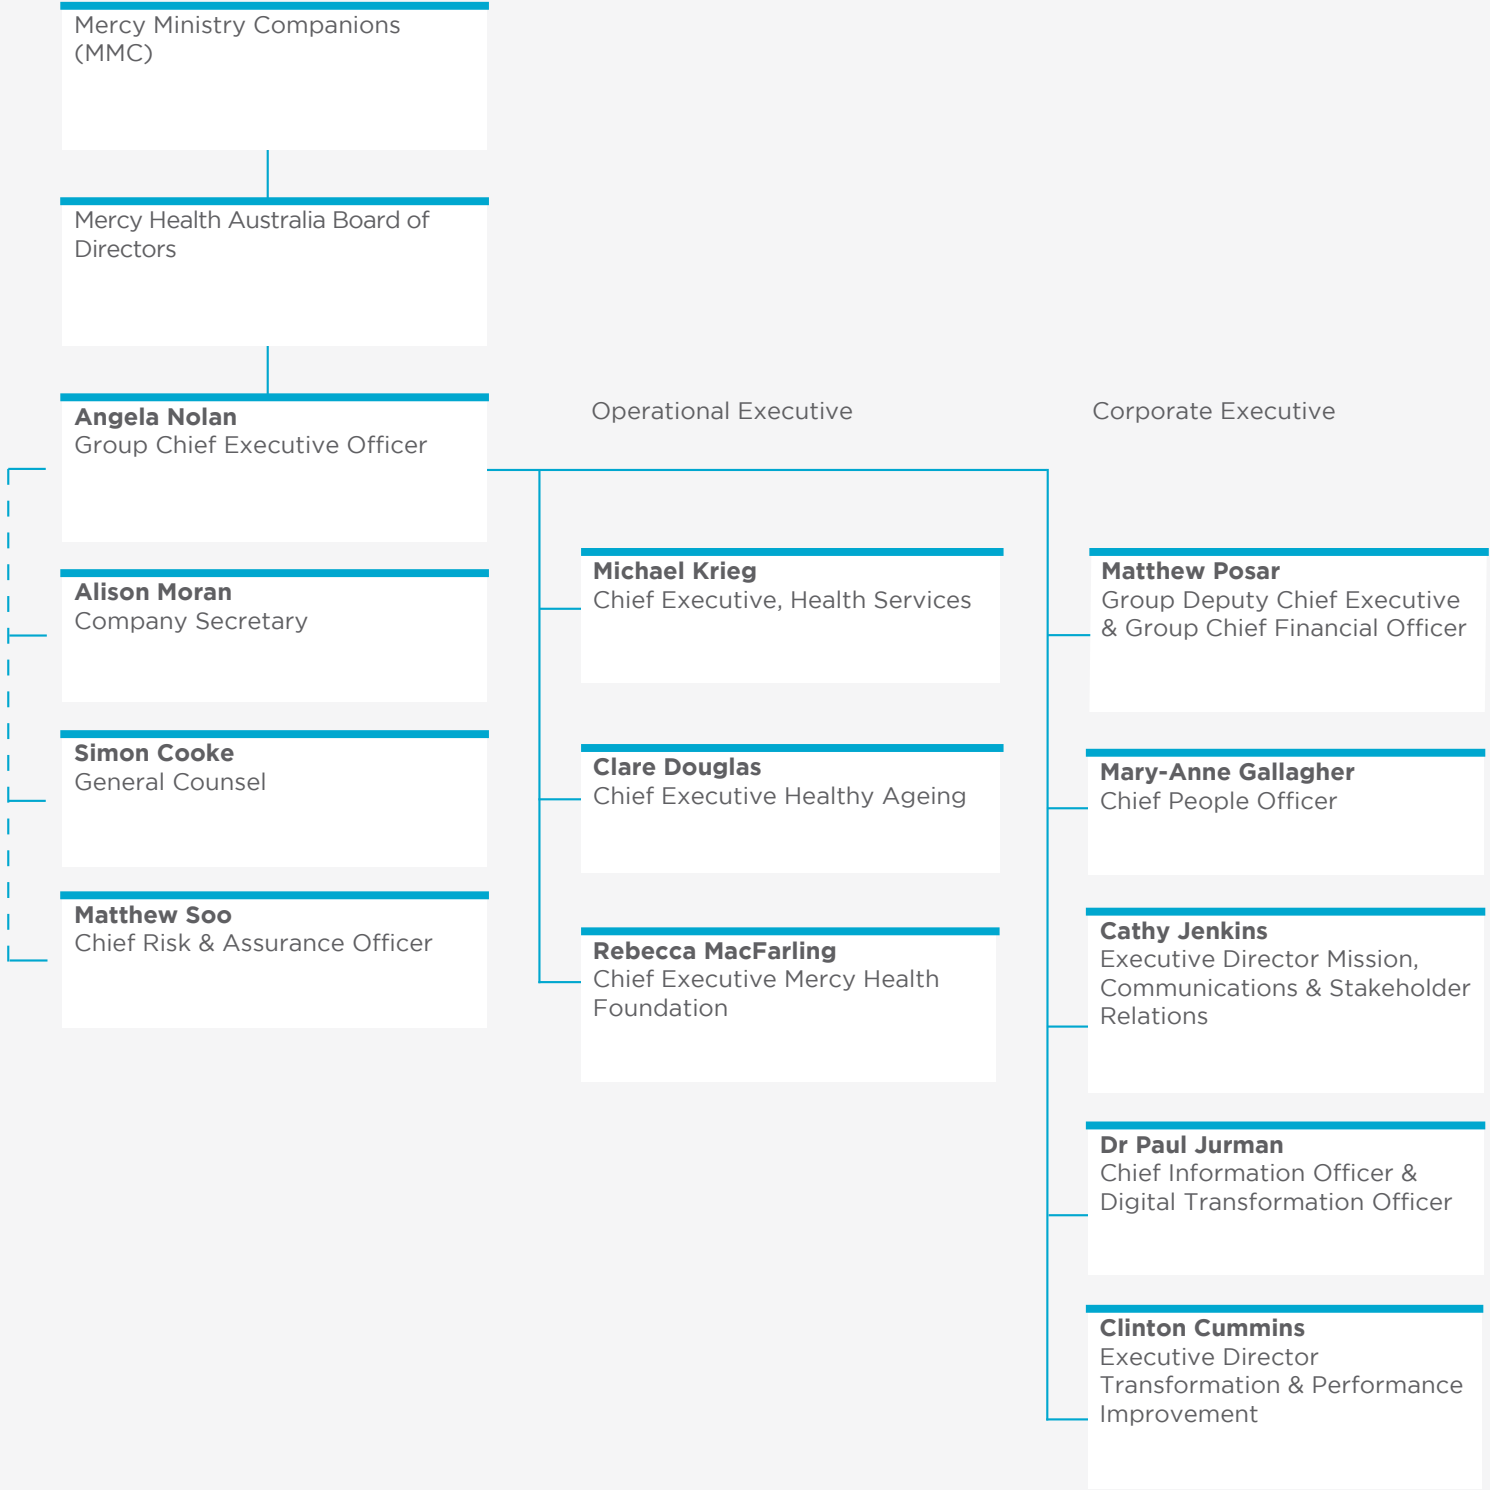 Mercy Ministry Companions
(MMC)
Mercy Health Australia Board of
Directors
Angela Nolan
Group Chief Executive Officer
Alison Moran
Company Secretary
Simon Cooke
General Counsel
Matthew Soo
Chief Risk & Assurance Officer
Operational Executive
Michael Krieg
Chief Executive, Health Services
Clare Douglas
Chief Executive Healthy Ageing
Rebecca MacFarling
Chief Executive Mercy Health
Foundation
Corporate Executive
Matthew Posar
Group Deputy Chief Executive
& Group Chief Financial Officer
Mary-Anne Gallagher
Chief People Officer
Cathy Jenkins
Executive Director Mission,
Communications & Stakeholder
Relations
Dr Paul Jurman
Chief Information Officer &
Digital Transformation Officer
Clinton Cummins
Executive Director
Transformation & Performance
Improvement